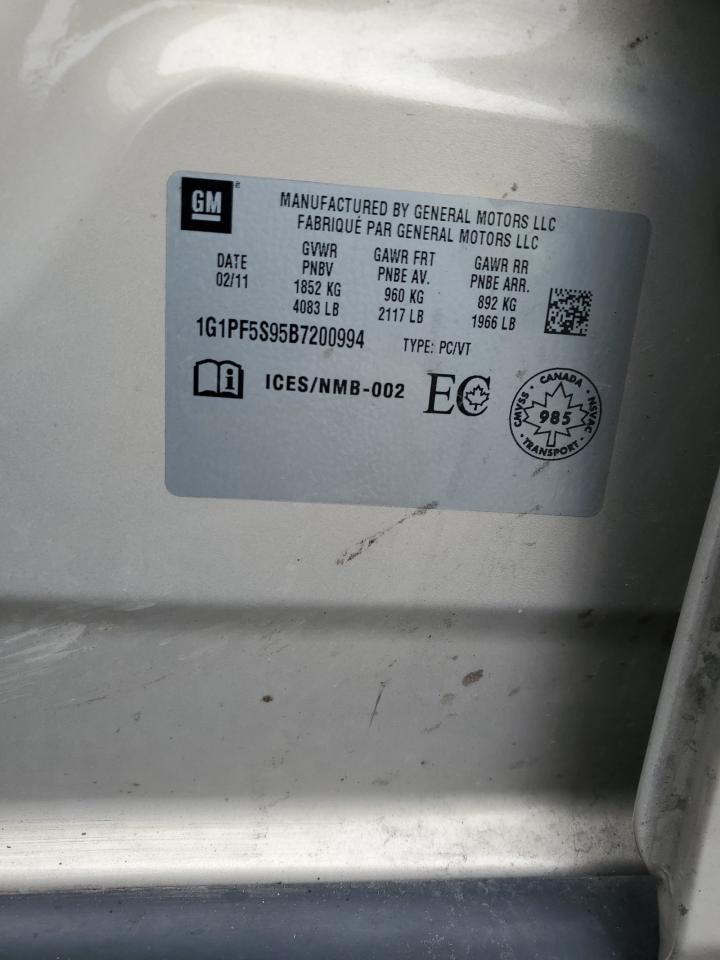 GM
MANUFACTURED BY GENERAL MOTORS LLC
FABRIQUÉ PAR GENERAL MOTORS LLC
DATE
02/11
GVWR
PNBV
1852 KG
4083 LB
GAWR FRT
PNBE AV.
960 KG
2117 LB
GAWR RR
PNBE ARR.
892 KG
1966 LB
1G1PF5S95B7200994
TYPE: PC/VT
i
ICES/NMB-002
EC
CANADA
CMVSS
985
NSVAC
TRANSPORT